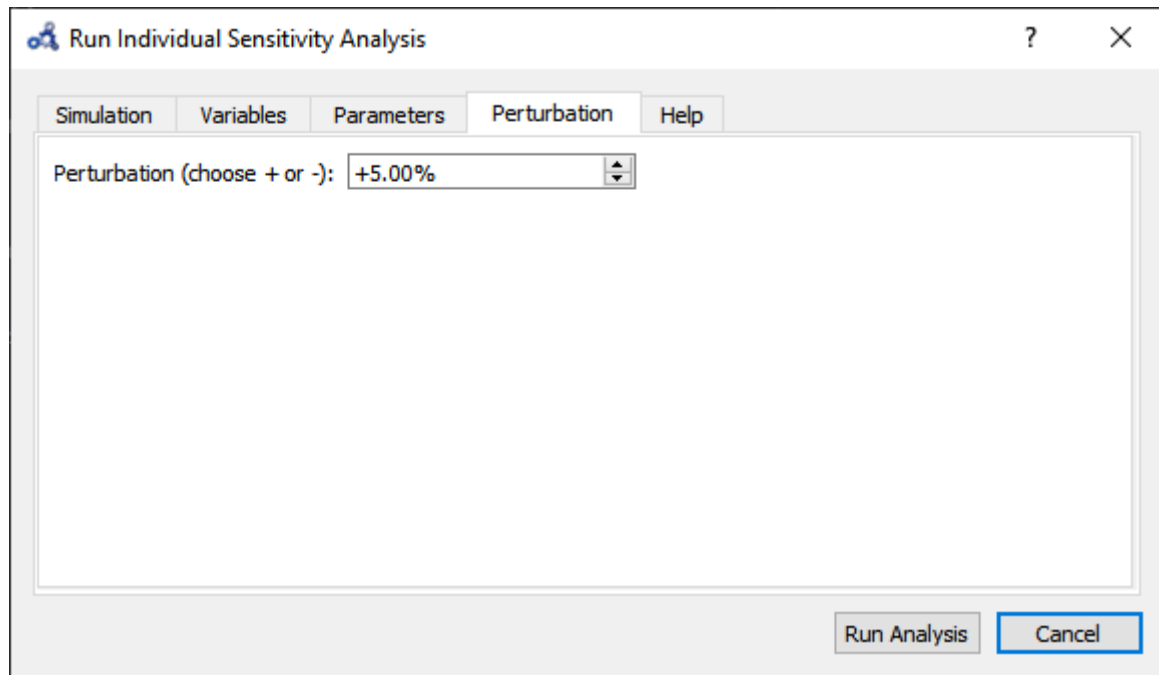 Run Individual Sensitivity Analysis ?
Simulation Variables Parameters Perturbation Help
Perturbation (choose + or -): +5.00%
Run Analysis Cancel